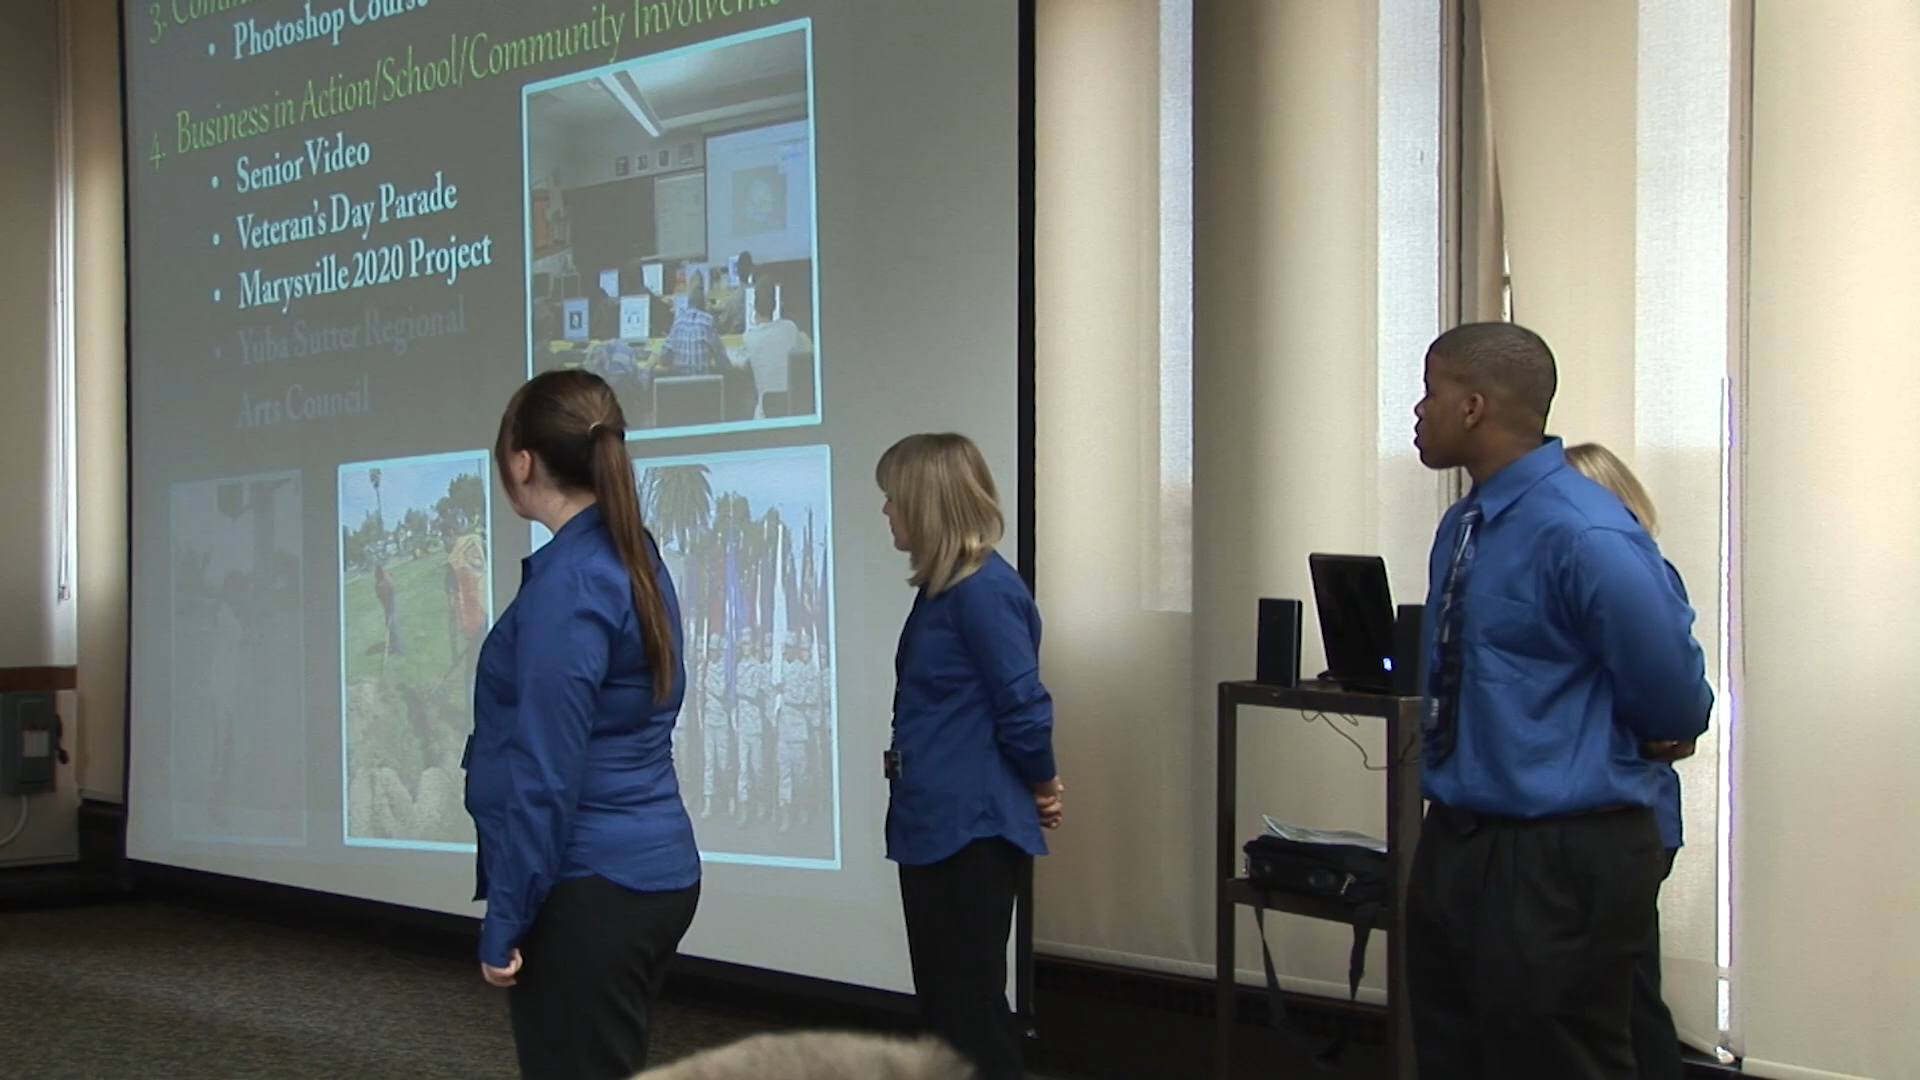 3.
• Photoshop Course
4. Business in Action/School/Community
• Senior Video
• Veteran's Day Parade
• Marysville 2020 Project
• Yuba Sutter Regional
Arts Council